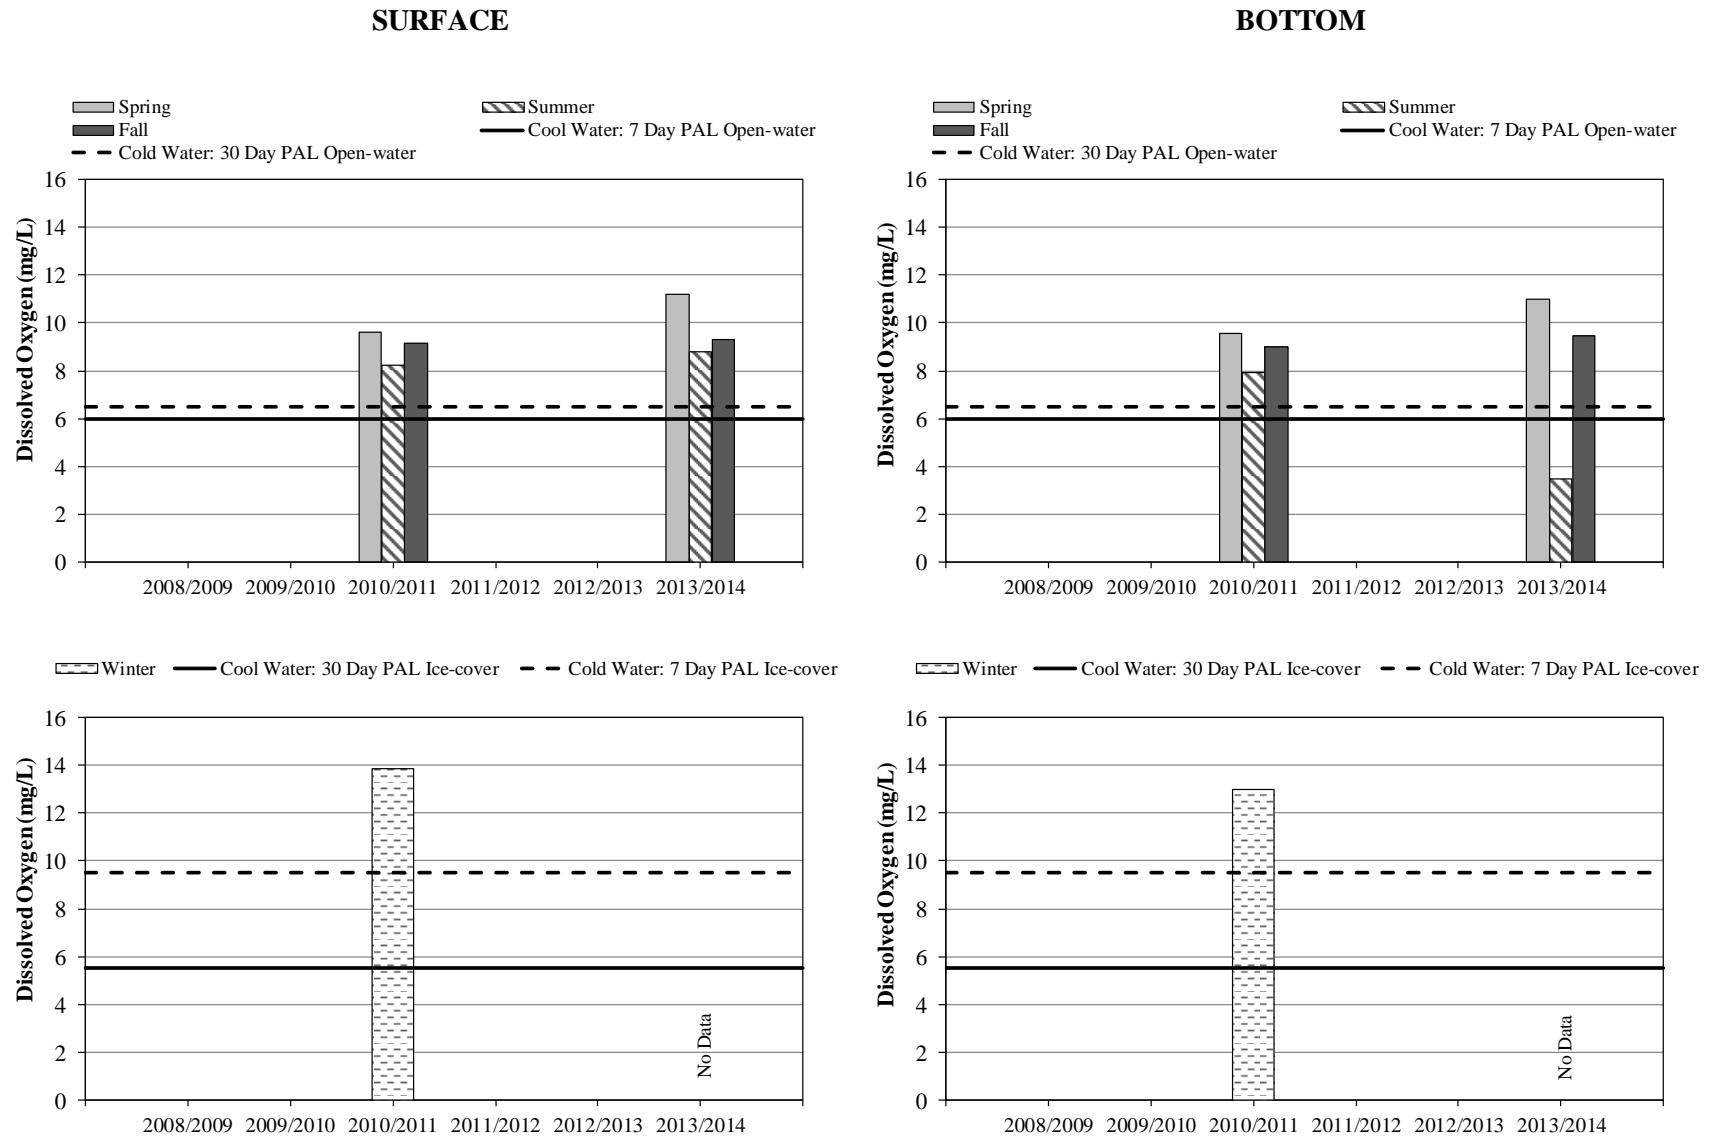 SURFACE
BOTTOM
Spring
Summer
Fall
Cool Water: 7 Day PAL Open-water
Cold Water: 30 Day PAL Open-water
Dissolved Oxygen (mg/L)
16
14
12
10
8
6
4
2
0
2008/2009 2009/2010 2010/2011 2011/2012 2012/2013 2013/2014
Spring
Summer
Fall
Cool Water: 7 Day PAL Open-water
Cold Water: 30 Day PAL Open-water
Dissolved Oxygen (mg/L)
16
14
12
10
8
6
4
2
0
2008/2009 2009/2010 2010/2011 2011/2012 2012/2013 2013/2014
Winter
Cool Water: 30 Day PAL Ice-cover
Cold Water: 7 Day PAL Ice-cover
Dissolved Oxygen (mg/L)
16
14
12
10
8
6
4
2
0
No Data
2008/2009 2009/2010 2010/2011 2011/2012 2012/2013 2013/2014
Winter
Cool Water: 30 Day PAL Ice-cover
Cold Water: 7 Day PAL Ice-cover
Dissolved Oxygen (mg/L)
16
14
12
10
8
6
4
2
0
No Data
2008/2009 2009/2010 2010/2011 2011/2012 2012/2013 2013/2014